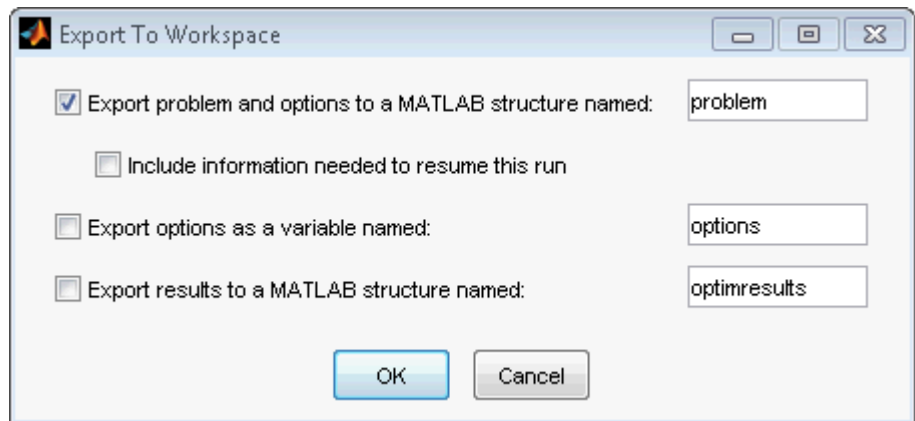 Export To Workspace
Export problem and options to a MATLAB structure named: problem
Include information needed to resume this run
Export options as a variable named: options
Export results to a MATLAB structure named: optimresults
OK Cancel